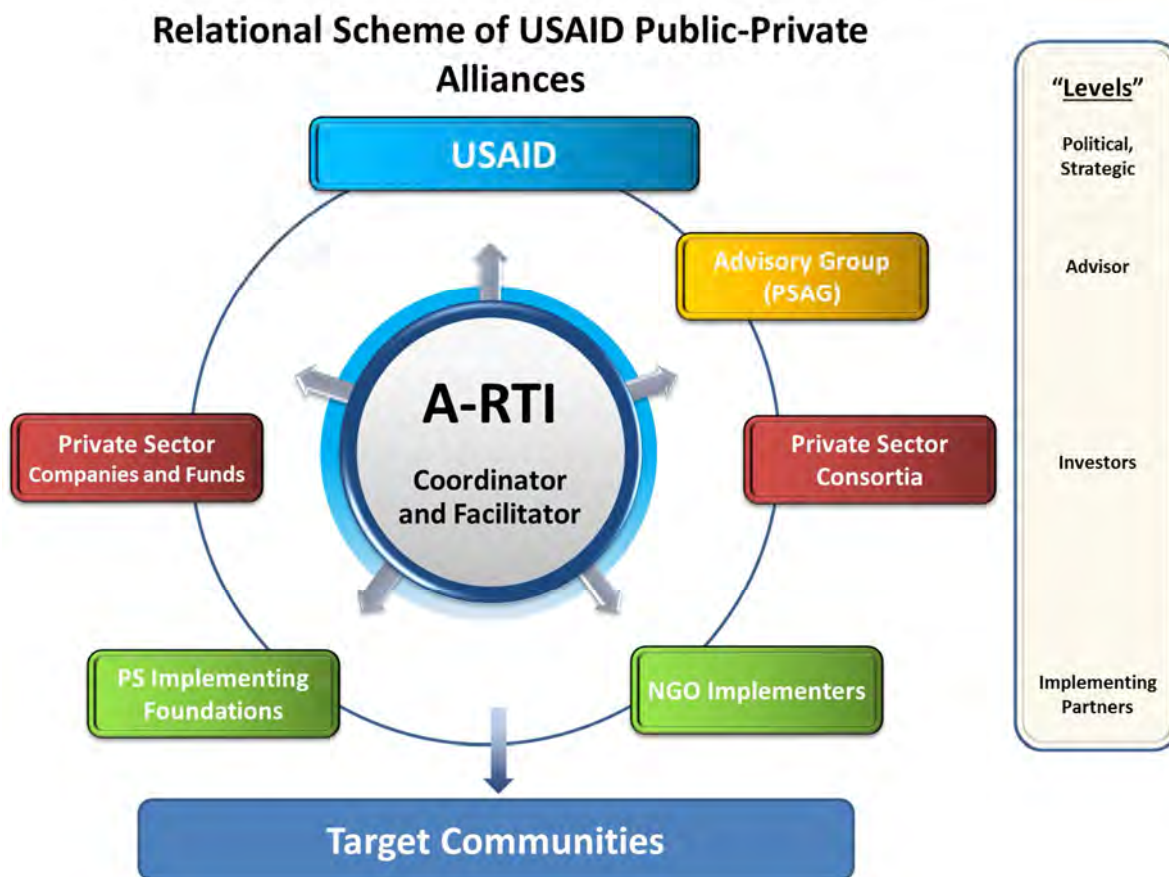 Relational Scheme of USAID Public-Private
Alliances
USAID
Advisory Group
(PSAG)
A-RTI
Coordinator
and Facilitator
Private Sector
Companies and Funds
Private Sector
Consortia
PS Implementing
Foundations
NGO Implementers
Target Communities
“Levels”
Political,
Strategic
Advisor
Investors
Implementing
Partners